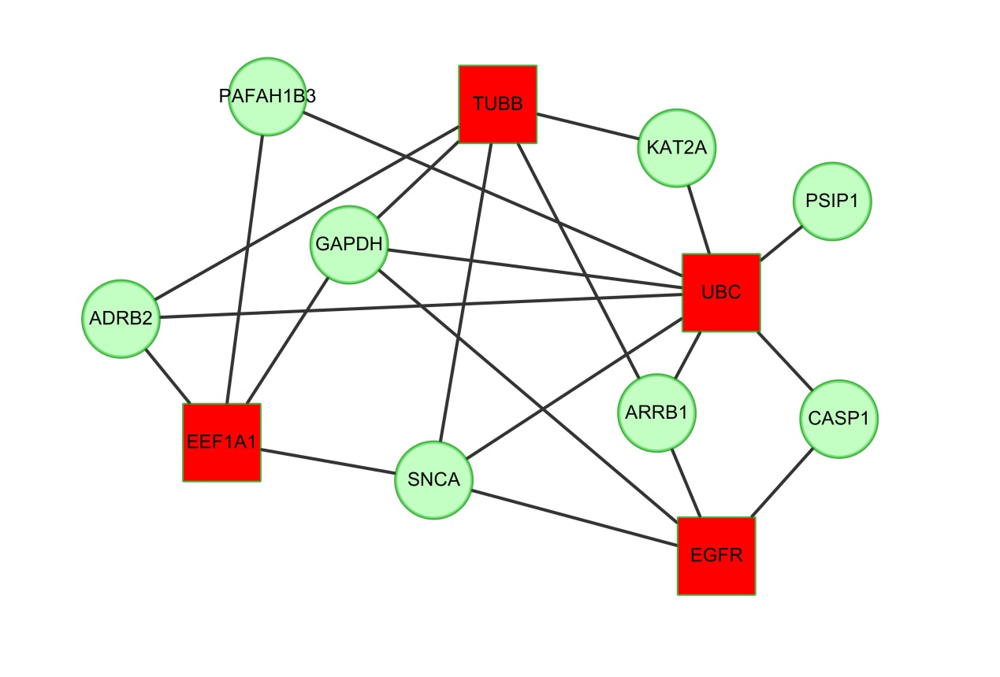 PAFAH1B3
TUBB
KAT2A
PSIP1
GAPDH
UBC
ADRB2
ARRB1
CASP1
EEF1A1
SNCA
EGFR